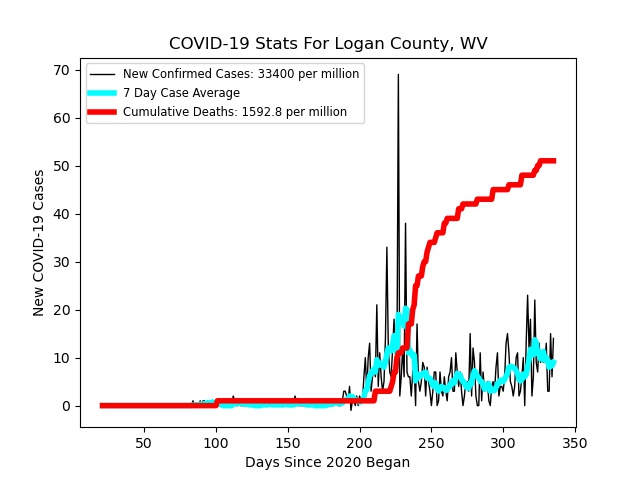 COVID-19 Stats For Logan County, WV
New Confirmed Cases: 33400 per million
7 Day Case Average
Cumulative Deaths: 1592.8 per million
New COVID-19 Cases
70
60
50
40
30
20
10
0
50 100 150 200 250 300 350
Days Since 2020 Began